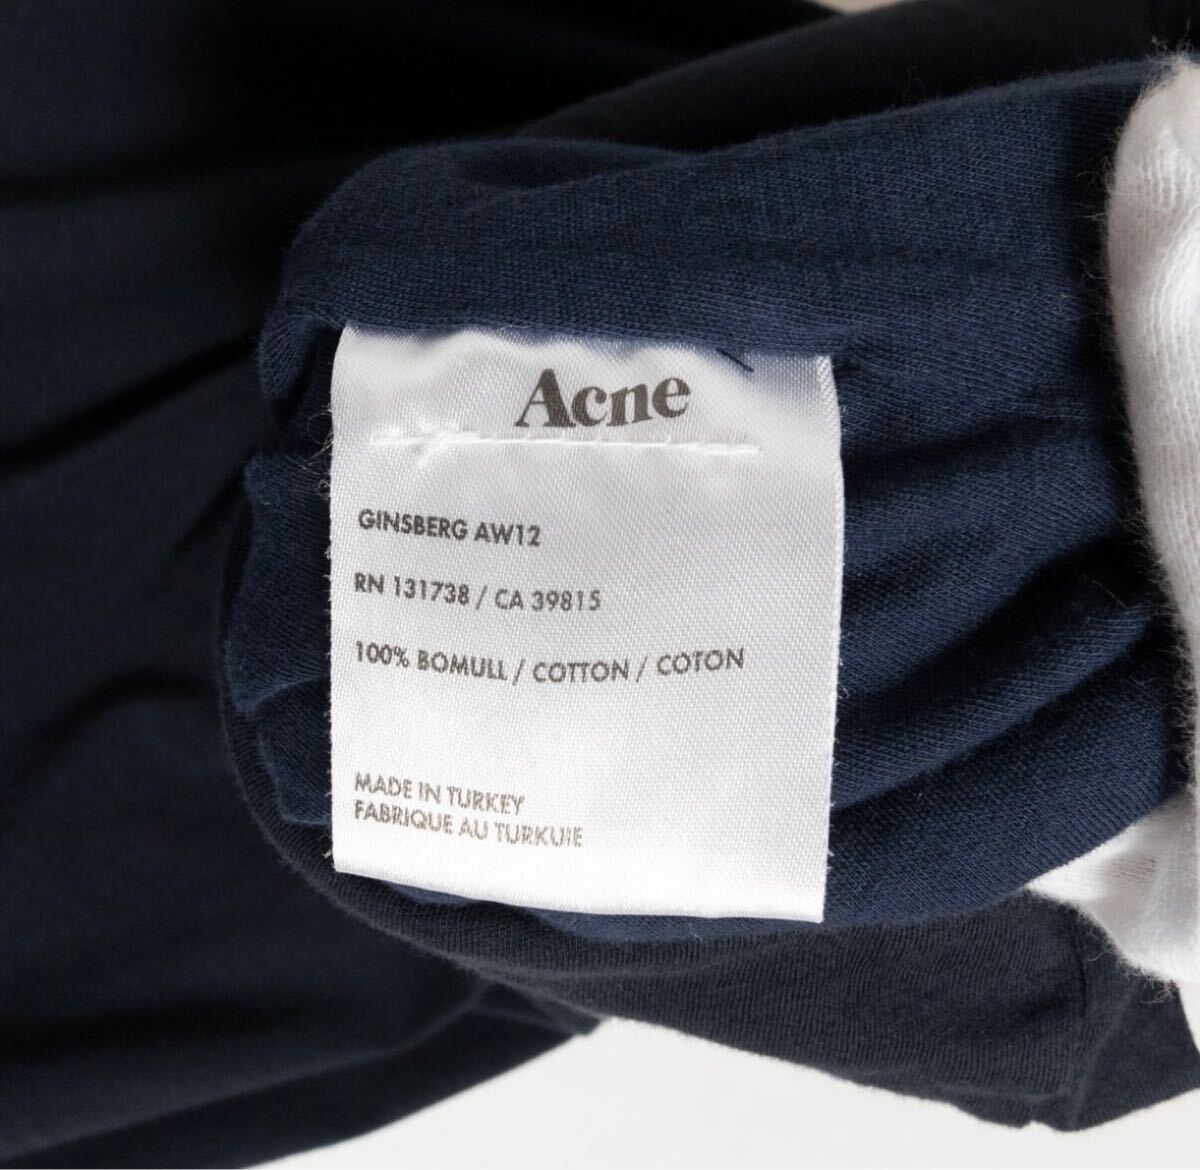 Acne
GINSBERG AW12
RN 131738 / CA 39815
100% BOMULL / COTTON / COTON
MADE IN TURKEY
FABRIQUE AU TURKUIE